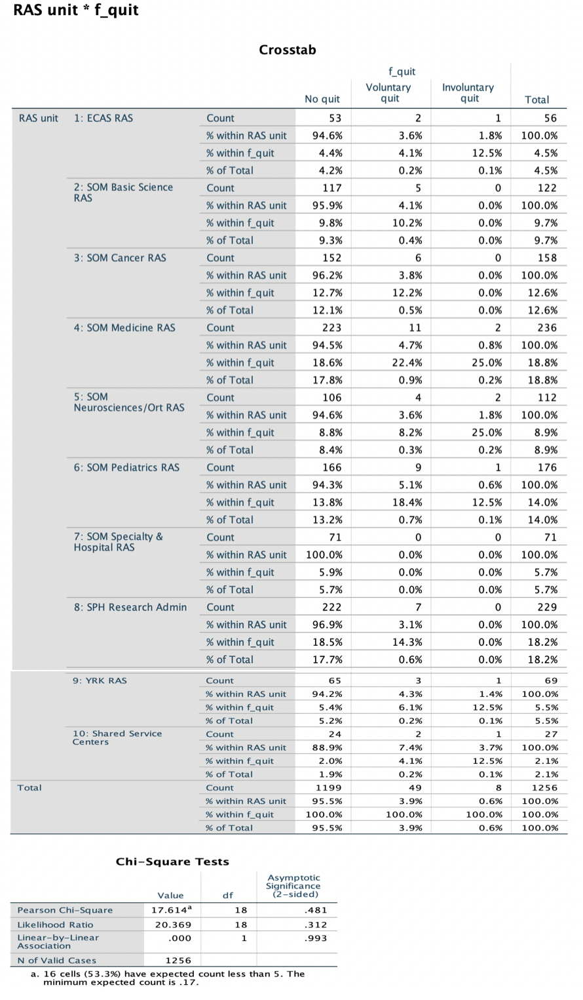 RAS unit * f_quit
Crosstab
f_quit
No quit Voluntary quit Involuntary quit Total
RAS unit 1: ECAS RAS Count 53 2 1 56
% within RAS unit 94.6% 3.6% 1.8% 100.0%
% within f_quit 4.4% 4.1% 12.5% 4.5%
% of Total 4.2% 0.2% 0.1% 4.5%
2: SOM Basic Science RAS Count 117 5 0 122
% within RAS unit 95.9% 4.1% 0.0% 100.0%
% within f_quit 9.8% 10.2% 0.0% 9.7%
% of Total 9.3% 0.4% 0.0% 9.7%
3: SOM Cancer RAS Count 152 6 0 158
% within RAS unit 96.2% 3.8% 0.0% 100.0%
% within f_quit 12.7% 12.2% 0.0% 12.6%
% of Total 12.1% 0.5% 0.0% 12.6%
4: SOM Medicine RAS Count 223 11 2 236
% within RAS unit 94.5% 4.7% 0.8% 100.0%
% within f_quit 18.6% 22.4% 25.0% 18.8%
% of Total 17.8% 0.9% 0.2% 18.8%
5: SOM Neurosciences/Ort RAS Count 106 4 2 112
% within RAS unit 94.6% 3.6% 1.8% 100.0%
% within f_quit 8.8% 8.2% 25.0% 8.9%
% of Total 8.4% 0.3% 0.2% 8.9%
6: SOM Pediatrics RAS Count 166 9 1 176
% within RAS unit 94.3% 5.1% 0.6% 100.0%
% within f_quit 13.8% 18.4% 12.5% 14.0%
% of Total 13.2% 0.7% 0.1% 14.0%
7: SOM Specialty & Hospital RAS Count 71 0 0 71
% within RAS unit 100.0% 0.0% 0.0% 100.0%
% within f_quit 5.9% 0.0% 0.0% 5.7%
% of Total 5.7% 0.0% 0.0% 5.7%
8: SPH Research Admin Count 222 7 0 229
% within RAS unit 96.9% 3.1% 0.0% 100.0%
% within f_quit 18.5% 14.3% 0.0% 18.2%
% of Total 17.7% 0.6% 0.0% 18.2%
9: YRK RAS Count 65 3 1 69
% within RAS unit 94.2% 4.3% 1.4% 100.0%
% within f_quit 5.4% 6.1% 12.5% 5.5%
% of Total 5.2% 0.2% 0.1% 5.5%
10: Shared Service Centers Count 24 2 1 27
% within RAS unit 88.9% 7.4% 3.7% 100.0%
% within f_quit 2.0% 4.1% 12.5% 2.1%
% of Total 1.9% 0.2% 0.1% 2.1%
Total Count 1199 49 8 1256
% within RAS unit 95.5% 3.9% 0.6% 100.0%
% within f_quit 100.0% 100.0% 100.0% 100.0%
% of Total 95.5% 3.9% 0.6% 100.0%
Chi-Square Tests
Value df Asymptotic Significance (2-sided)
Pearson Chi-Square 17.614a 18 .481
Likelihood Ratio 20.369 18 .312
Linear-by-Linear Association .000 1 .993
N of Valid Cases 1256
a. 16 cells (53.3%) have expected count less than 5. The
minimum expected count is .17.